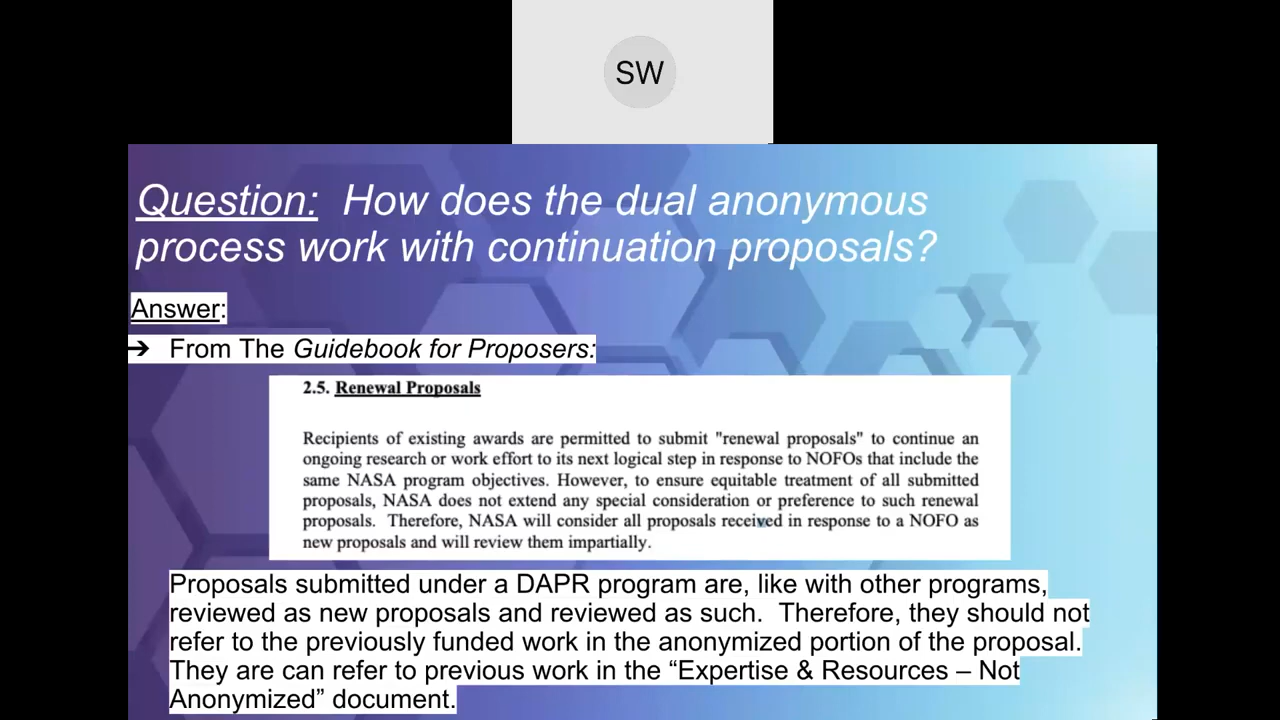 SW
Question: How does the dual anonymous
process work with continuation proposals?
Answer:
➔ From The Guidebook for Proposers:
2.5. Renewal Proposals
Recipients of existing awards are permitted to submit "renewal proposals" to continue an
ongoing research or work effort to its next logical step in response to NOFOs that include the
same NASA program objectives. However, to ensure equitable treatment of all submitted
proposals, NASA does not extend any special consideration or preference to such renewal
proposals. Therefore, NASA will consider all proposals received in response to a NOFO as
new proposals and will review them impartially.
Proposals submitted under a DAPR program are, like with other programs,
reviewed as new proposals and reviewed as such. Therefore, they should not
refer to the previously funded work in the anonymized portion of the proposal.
They are can refer to previous work in the “Expertise & Resources – Not
Anonymized” document.